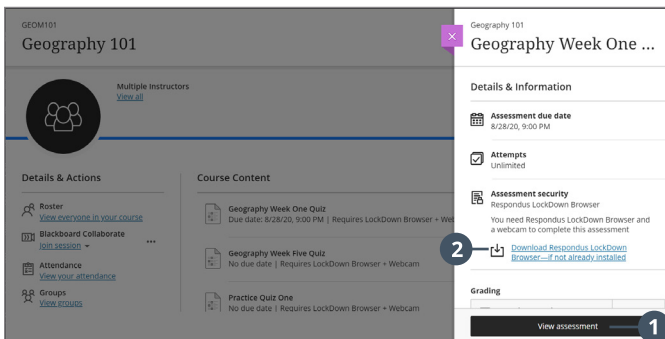 GEOM101
Geography 101
Multiple Instructors
View all
Details & Actions
Roster
View everyone in your course
Blackboard Collaborate
Join session
Attendance
View your attendance
Groups
View groups
Course Content
Geography Week One Quiz
Due date: 8/28/20, 9:00 PM | Requires LockDown Browser + Wet
Geography Week Five Quiz
No due date | Requires LockDown Browser + Webcam
Practice Quiz One
No due date | Requires LockDown Browser + Webcam
Geography 101
Geography Week One ...
Details & Information
Assessment due date
8/28/20, 9:00 PM
Attempts
Unlimited
Assessment security
Respondus LockDown Browser
You need Respondus LockDown Browser and
a webcam to complete this assessment
2
Download Respondus LockDown
Browser—if not already installed
Grading
View assessment
1